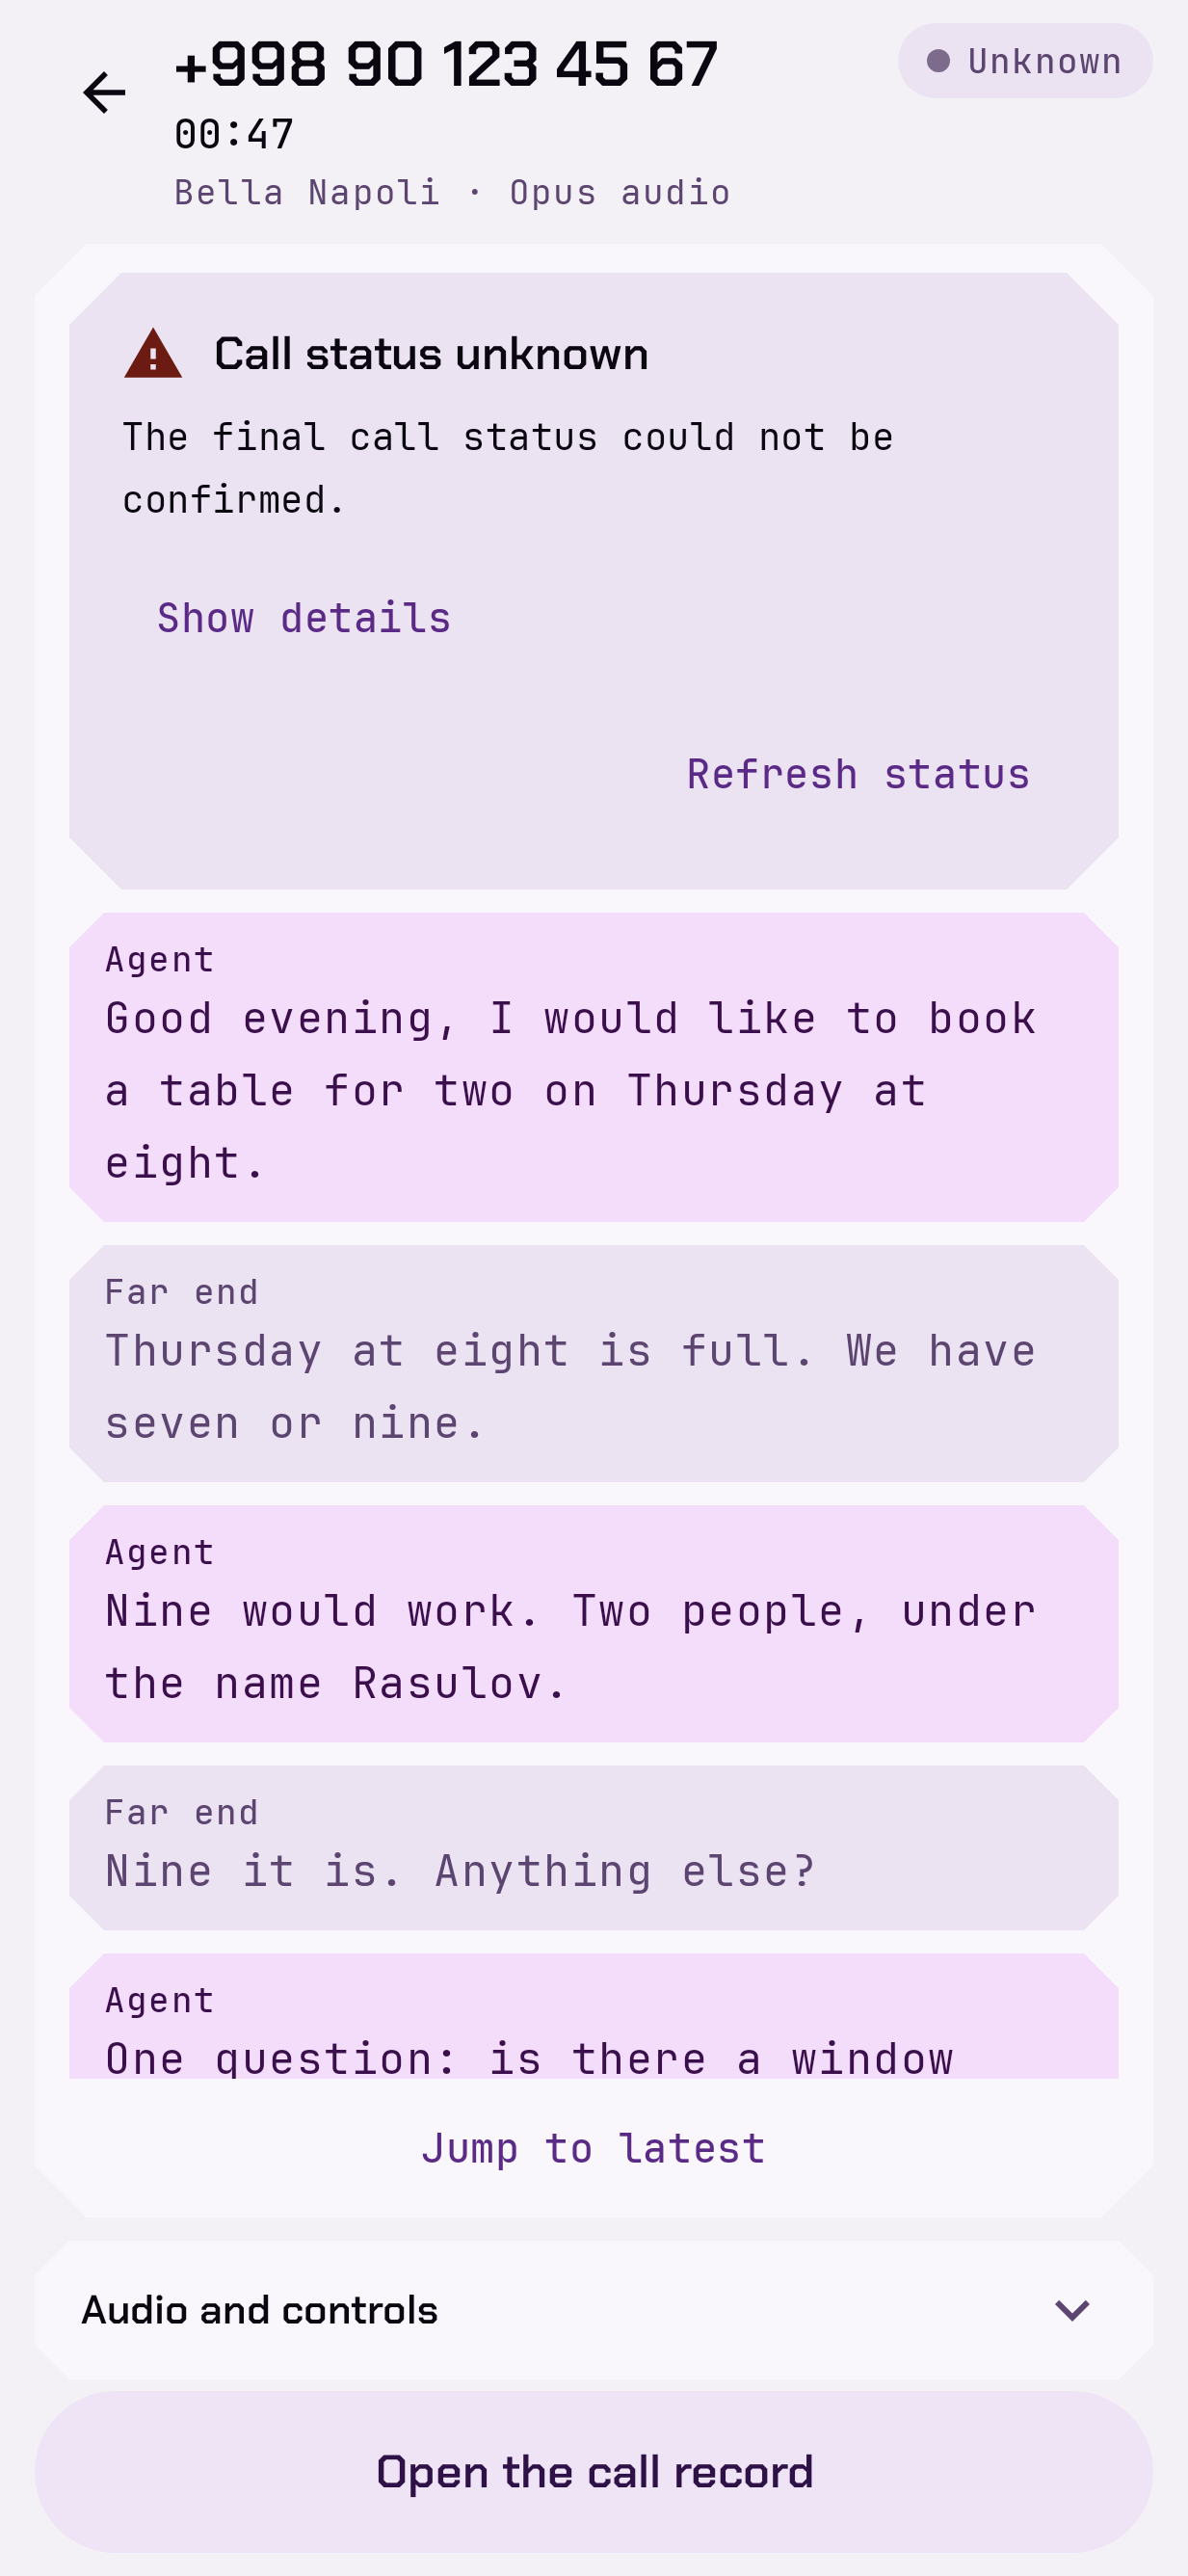 +998 90 123 45 67
Unknown
00:47
Bella Napoli · Opus audio
Call status unknown
The final call status could not be
confirmed.
Show details
Refresh status
Agent
Good evening, I would like to book
a table for two on Thursday at
eight.
Far end
Thursday at eight is full. We have
seven or nine.
Agent
Nine would work. Two people, under
the name Rasulov.
Far end
Nine it is. Anything else?
Agent
One question: is there a window
Jump to latest
Audio and controls
Open the call record